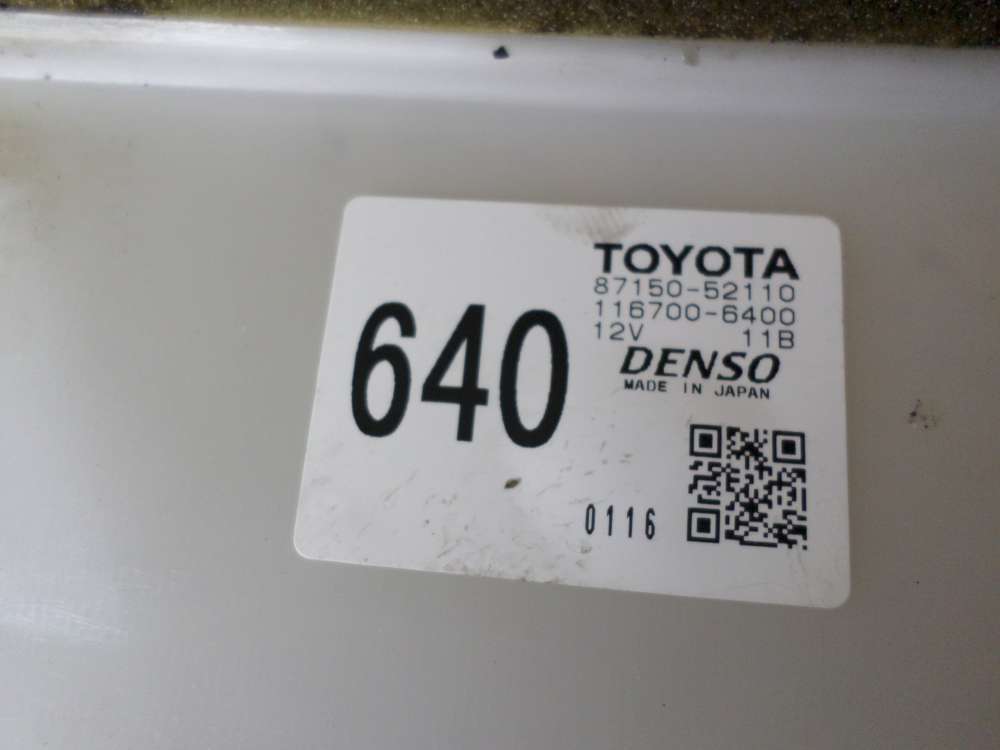 640
TOYOTA
87150-52110
116700-6400
12V 11B
DENSO
MADE IN JAPAN
0116